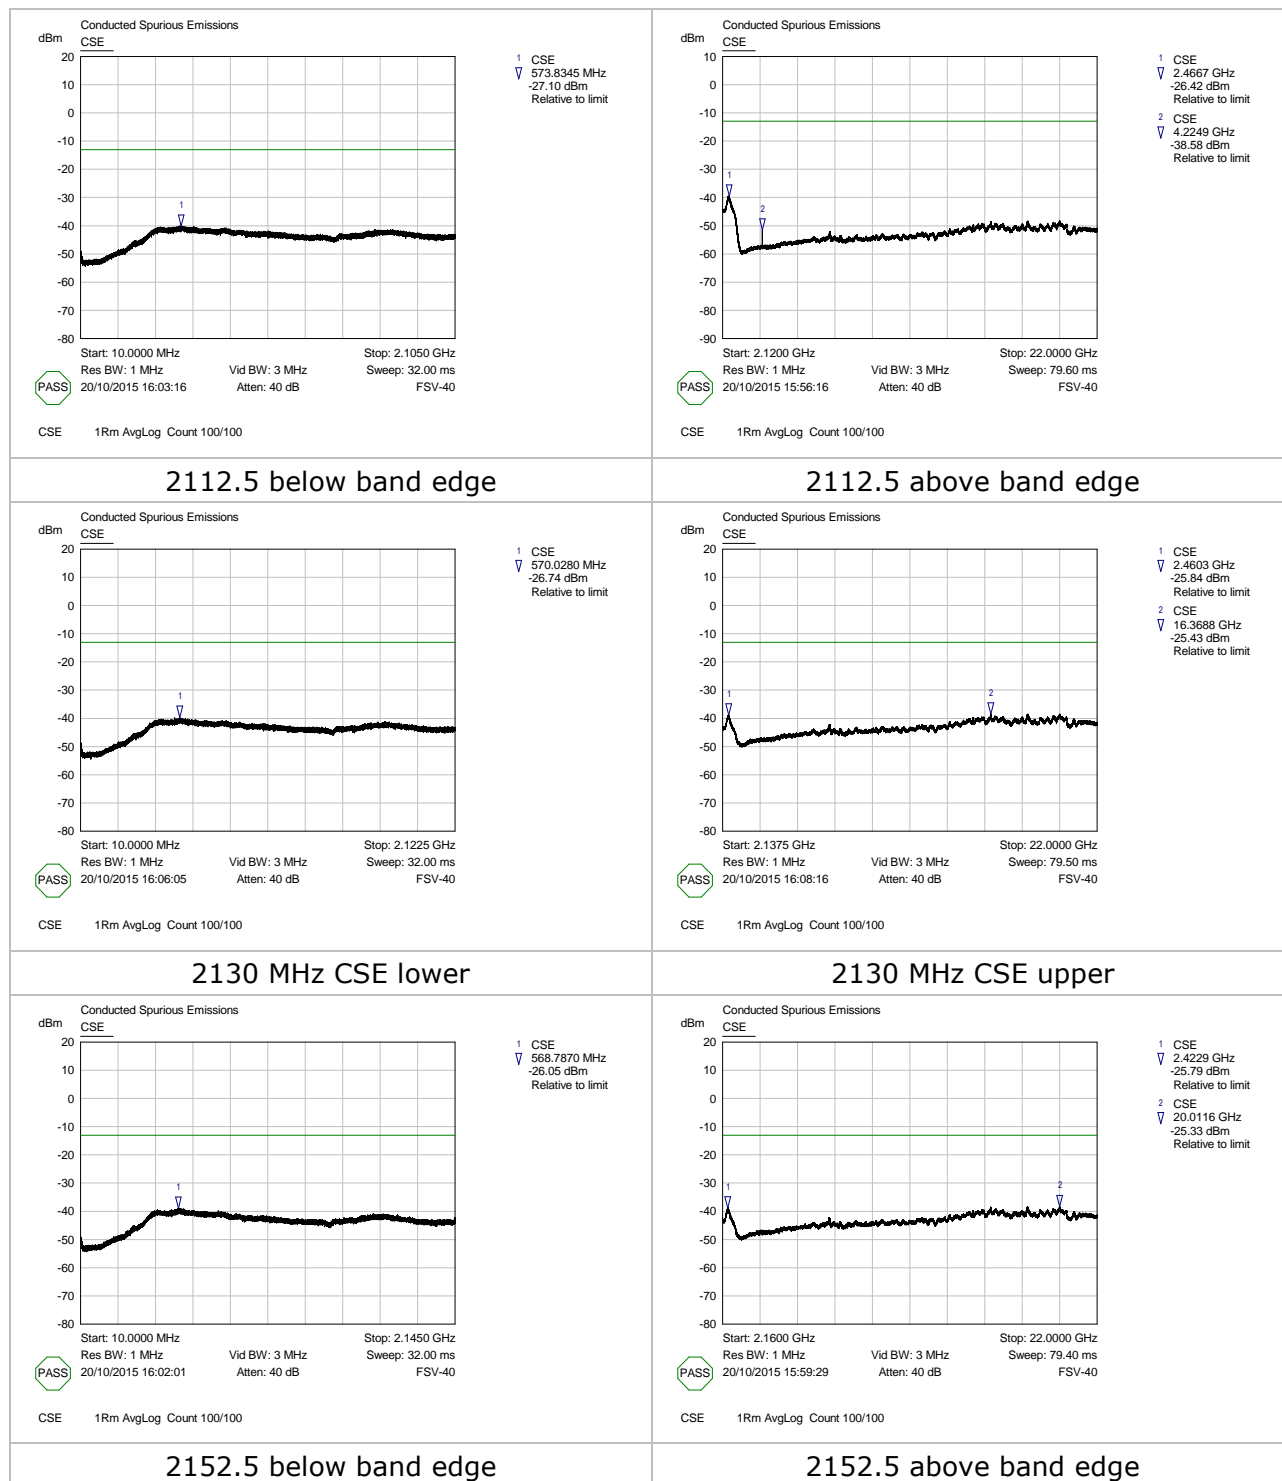 Conducted Spurious Emissions
dBm
CSE
20
10
0
-10
-20
-30
-40
-50
-60
-70
-80
1
1 CSE
573.8345 MHz
-27.10 dBm
Relative to limit
Start: 10.0000 MHz Stop: 2.1050 GHz
Res BW: 1 MHz Vid BW: 3 MHz Sweep: 32.00 ms
PASS 20/10/2015 16:03:16 Atten: 40 dB FSV-40
CSE 1Rm AvgLog Count 100/100
2112.5 below band edge
Conducted Spurious Emissions
dBm
CSE
10
0
-10
-20
-30
-40
-50
-60
-70
-80
-90
1
2
1 CSE
2.4667 GHz
-26.42 dBm
Relative to limit
2 CSE
4.2249 GHz
-38.58 dBm
Relative to limit
Start: 2.1200 GHz Stop: 22.0000 GHz
Res BW: 1 MHz Vid BW: 3 MHz Sweep: 79.60 ms
PASS 20/10/2015 15:56:16 Atten: 40 dB FSV-40
CSE 1Rm AvgLog Count 100/100
2112.5 above band edge
Conducted Spurious Emissions
dBm
CSE
20
10
0
-10
-20
-30
-40
-50
-60
-70
-80
1
1 CSE
570.0280 MHz
-26.74 dBm
Relative to limit
Start: 10.0000 MHz Stop: 2.1225 GHz
Res BW: 1 MHz Vid BW: 3 MHz Sweep: 32.00 ms
PASS 20/10/2015 16:06:05 Atten: 40 dB FSV-40
CSE 1Rm AvgLog Count 100/100
2130 MHz CSE lower
Conducted Spurious Emissions
dBm
CSE
20
10
0
-10
-20
-30
-40
-50
-60
-70
-80
1
2
1 CSE
2.4603 GHz
-25.84 dBm
Relative to limit
2 CSE
16.3688 GHz
-25.43 dBm
Relative to limit
Start: 2.1375 GHz Stop: 22.0000 GHz
Res BW: 1 MHz Vid BW: 3 MHz Sweep: 79.50 ms
PASS 20/10/2015 16:08:16 Atten: 40 dB FSV-40
CSE 1Rm AvgLog Count 100/100
2130 MHz CSE upper
Conducted Spurious Emissions
dBm
CSE
20
10
0
-10
-20
-30
-40
-50
-60
-70
-80
1
1 CSE
568.7870 MHz
-26.05 dBm
Relative to limit
Start: 10.0000 MHz Stop: 2.1450 GHz
Res BW: 1 MHz Vid BW: 3 MHz Sweep: 32.00 ms
PASS 20/10/2015 16:02:01 Atten: 40 dB FSV-40
CSE 1Rm AvgLog Count 100/100
2152.5 below band edge
Conducted Spurious Emissions
dBm
CSE
20
10
0
-10
-20
-30
-40
-50
-60
-70
-80
1
2
1 CSE
2.4229 GHz
-25.79 dBm
Relative to limit
2 CSE
20.0116 GHz
-25.33 dBm
Relative to limit
Start: 2.1600 GHz Stop: 22.0000 GHz
Res BW: 1 MHz Vid BW: 3 MHz Sweep: 79.40 ms
PASS 20/10/2015 15:59:29 Atten: 40 dB FSV-40
CSE 1Rm AvgLog Count 100/100
2152.5 above band edge